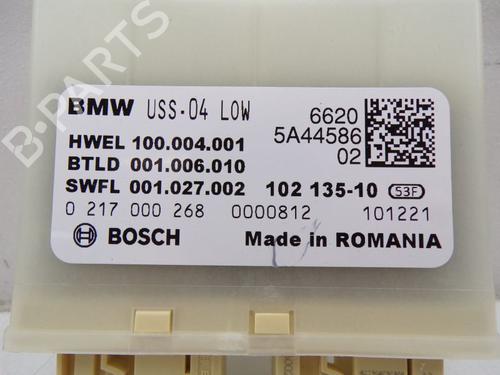 BMW USS.04 LOW
6620
5A44586
02
HWEL 100.004.001
BTLD 001.006.010
SWFL 001.027.002 102 135-10 53F
0 217 000 268 0000812 101221
BOSCH Made in ROMANIA
B-PARTS